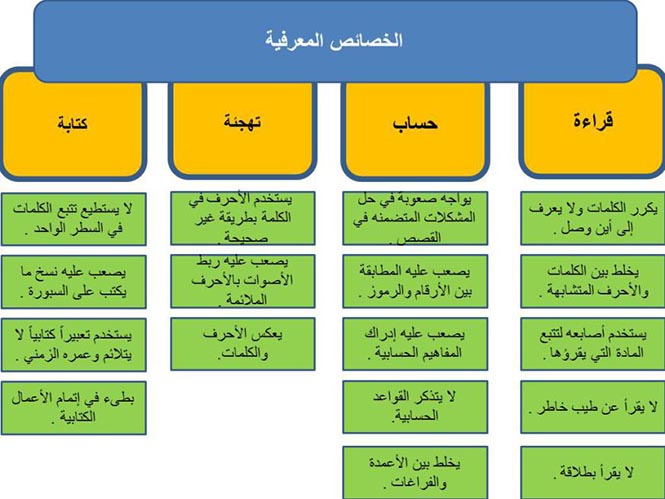 الخصائص المعرفية
قراءة
يكرر الكلمات ولا يعرف
إلى أين وصل .
يخلط بين الكلمات
والأحرف المتشابهة .
يستخدم أصابعه لتتبع
المادة التي يقرؤها .
لا يقرأ عن طيب خاطر .
لا يقرأ بطلاقة .
حساب
يواجه صعوبة في حل
المشكلات المتضمنه في
القصص .
يصعب عليه المطابقة
بين الأرقام والرموز .
يصعب عليه إدراك
المفاهيم الحسابية .
لا يتذكر القواعد
الحسابية.
يخلط بين الأعمدة
والفراغات .
تهجئة
يستخدم الأحرف في
الكلمة بطريقة غير
صحيحة .
يصعب عليه ربط
الأصوات بالأحرف
الملائمة .
يعكس الأحرف
والكلمات.
كتابة
لا يستطيع تتبع الكلمات
في السطر الواحد .
يصعب عليه نسخ ما
يكتب على السبورة .
يستخدم تعبيراً كتابياً لا
يتلائم وعمره الزمني .
بطىء في إتمام الأعمال
الكتابية .